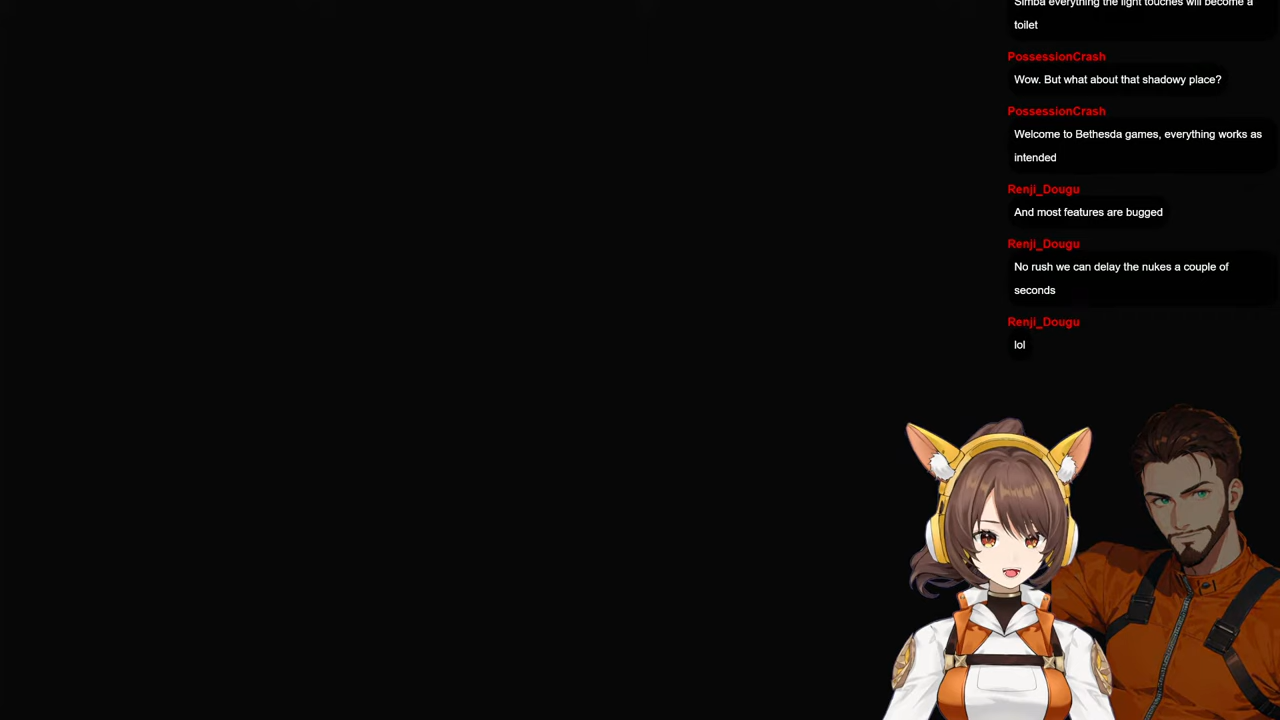 Simba everything the light touches will become a
toilet
PossessionCrash
Wow. But what about that shadowy place?
PossessionCrash
Welcome to Bethesda games, everything works as
intended
Renji_Dougu
And most features are bugged
Renji_Dougu
No rush we can delay the nukes a couple of
seconds
Renji_Dougu
lol